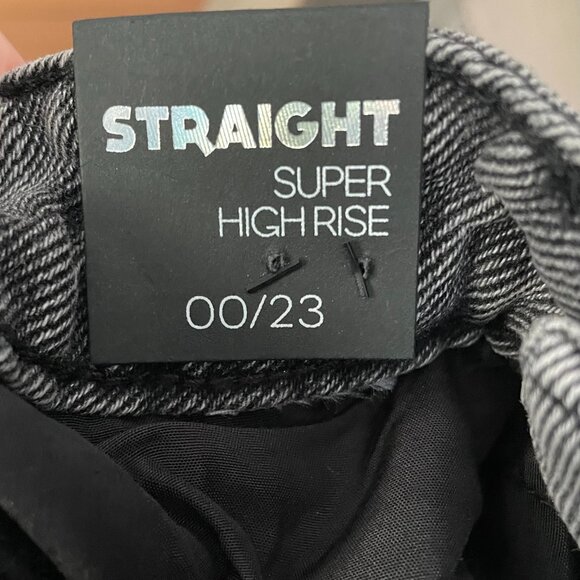 STRAIGHT
SUPER
HIGH RISE
00/23